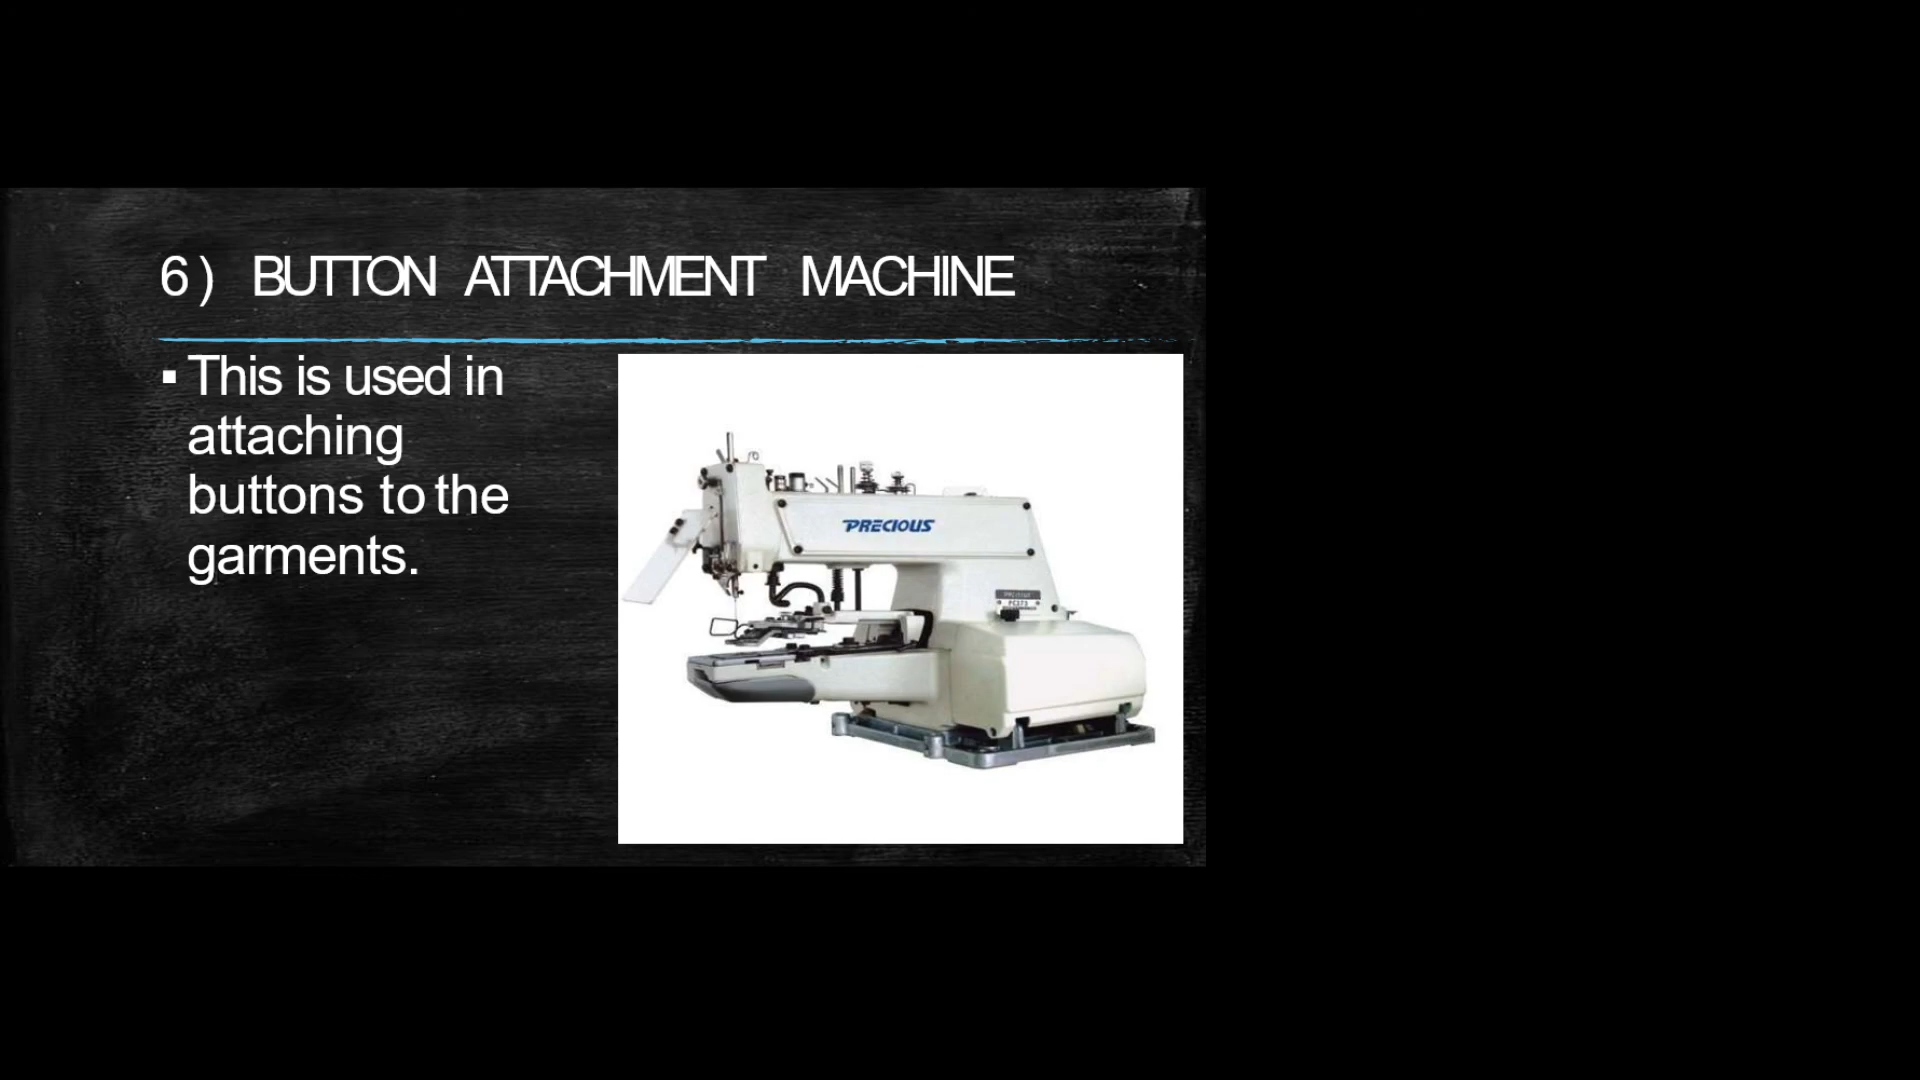 6) BUTTON ATTACHMENT MACHINE
▪ This is used in
attaching
buttons to the
garments.
PRECIOUS